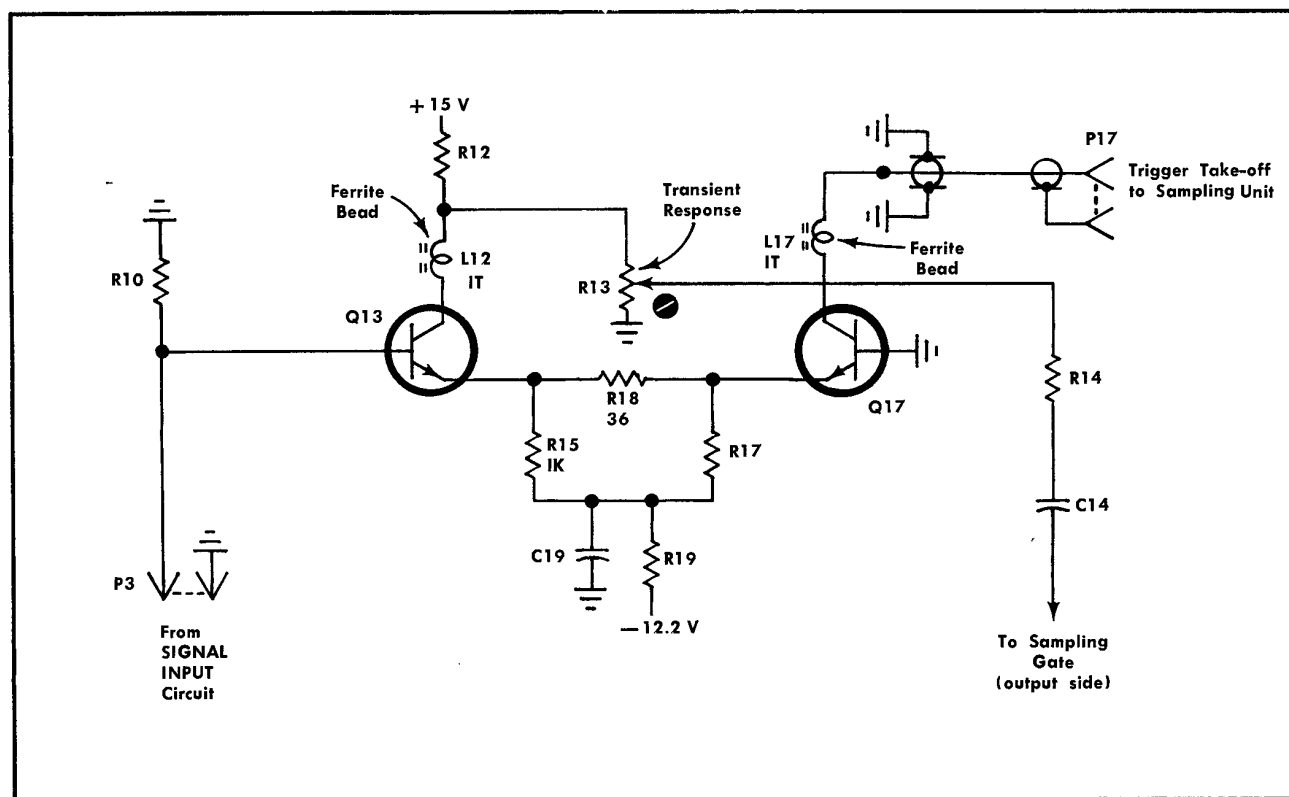 + 15 V
R12
Ferrite
Bead
L12
IT
R10
Q13
Transient
Response
R13
L17
IT
Ferrite
Bead
P17
Trigger Take-off
to Sampling Unit
R18
36
Q17
R14
R15
IK
R17
C14
C19
R19
— 12.2 V
P3
From
SIGNAL
INPUT
Circuit
To Sampling
Gate
(output side)